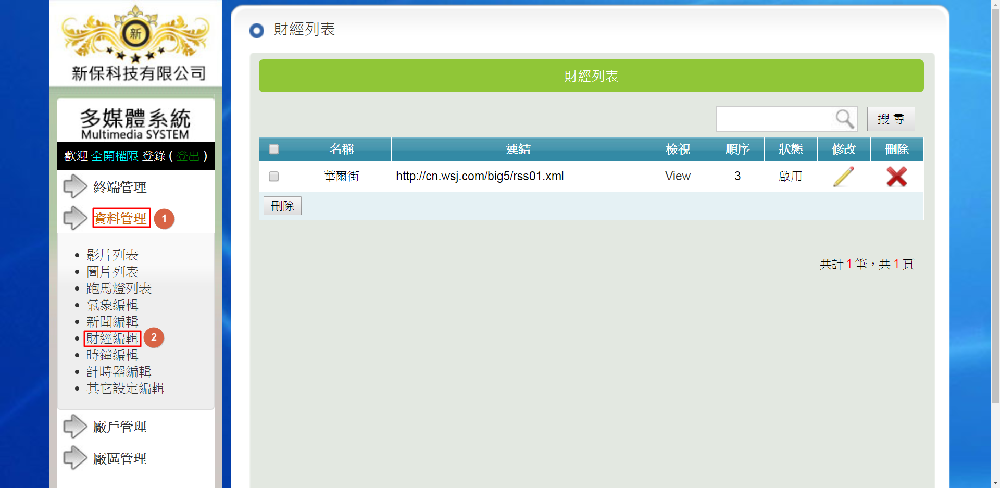 新
新保科技有限公司
多媒體系統
Multimedia SYSTEM
歡迎 全開權限 登錄 ( 登出 )
終端管理
資料管理 1
影片列表
圖片列表
跑馬燈列表
氣象編輯
新聞編輯
財經編輯 2
時鐘編輯
計時器編輯
其它設定編輯
廠戶管理
廠區管理
財經列表
財經列表
搜 尋
名稱 連結 檢視 順序 狀態 修改 刪除
華爾街 http://cn.wsj.com/big5/rss01.xml View 3 啟用
刪除
共計 1 筆，共 1 頁